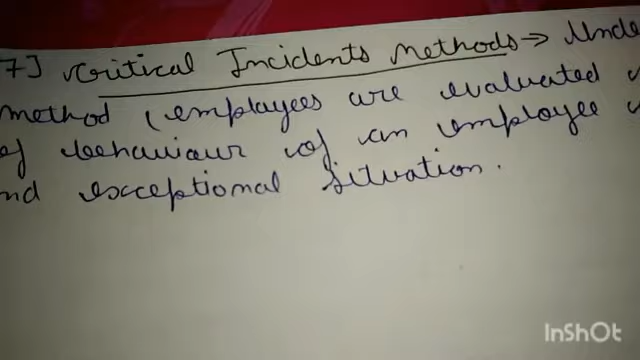 7] Critical Incidents Methods → Unde
method, employees are evaluated
of behaviour of an employee
nd exceptional situation.
InShOt